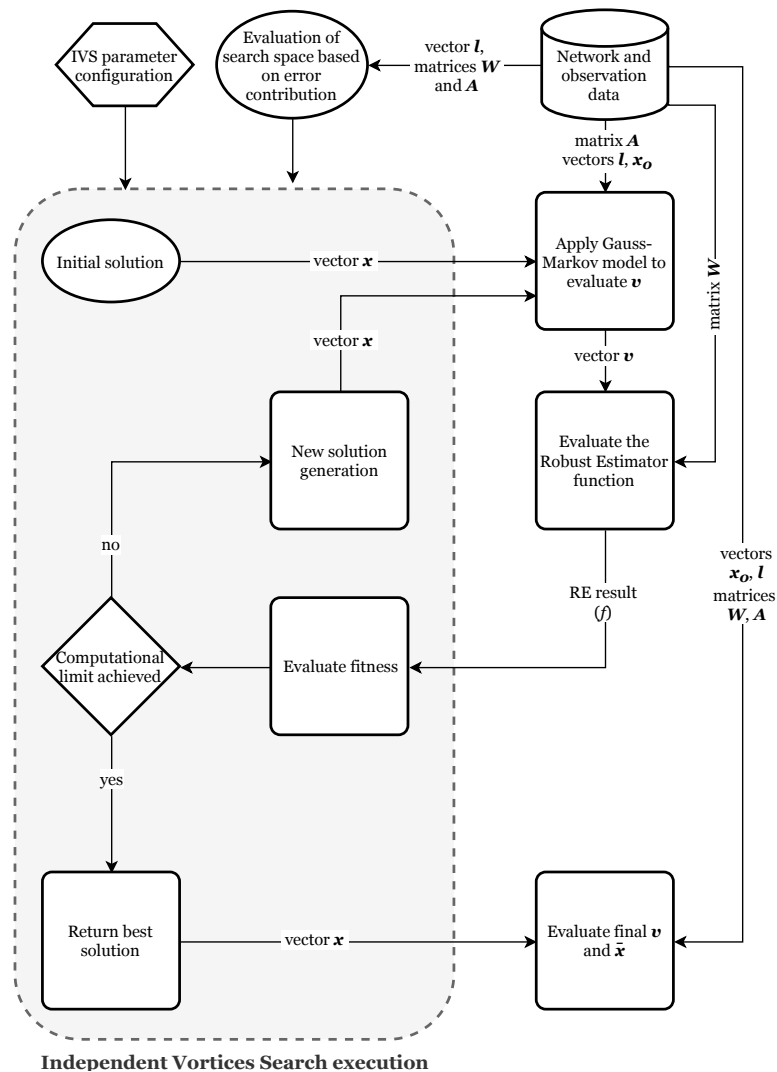 IVS parameter
configuration
Evaluation of
search space based
on error
contribution
vector l,
matrices W
and A
Network and
observation
data
matrix A
vectors l, xo
Initial solution
vector x
Apply Gauss-
Markov model to
evaluate v
matrix W
vector x
vector v
New solution
generation
Evaluate the
Robust Estimator
function
no
vectors
xo, l
matrices
W, A
RE result
(f)
Computational
limit achieved
Evaluate fitness
yes
Return best
solution
vector x
Evaluate final v
and x̄
Independent Vortices Search execution